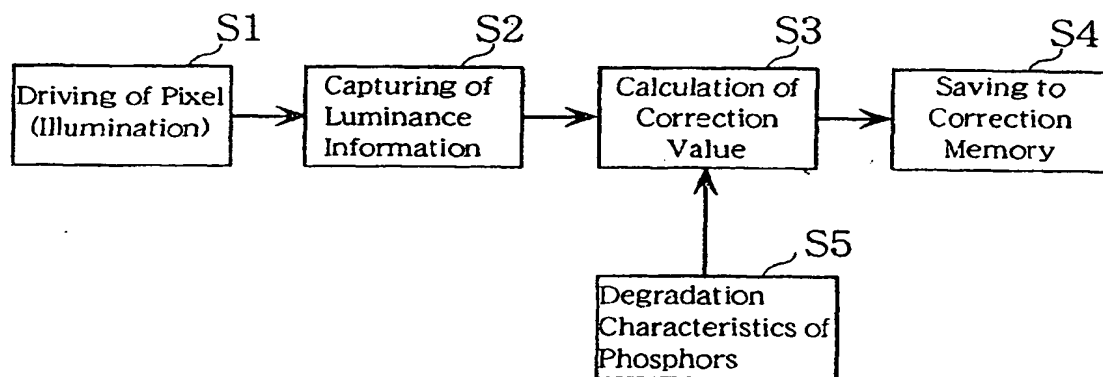 S1
S2
S3
S4
Driving of Pixel
(Illumination)
Capturing of
Luminance
Information
Calculation of
Correction
Value
Saving to
Correction
Memory
S5
Degradation
Characteristics of
Phosphors